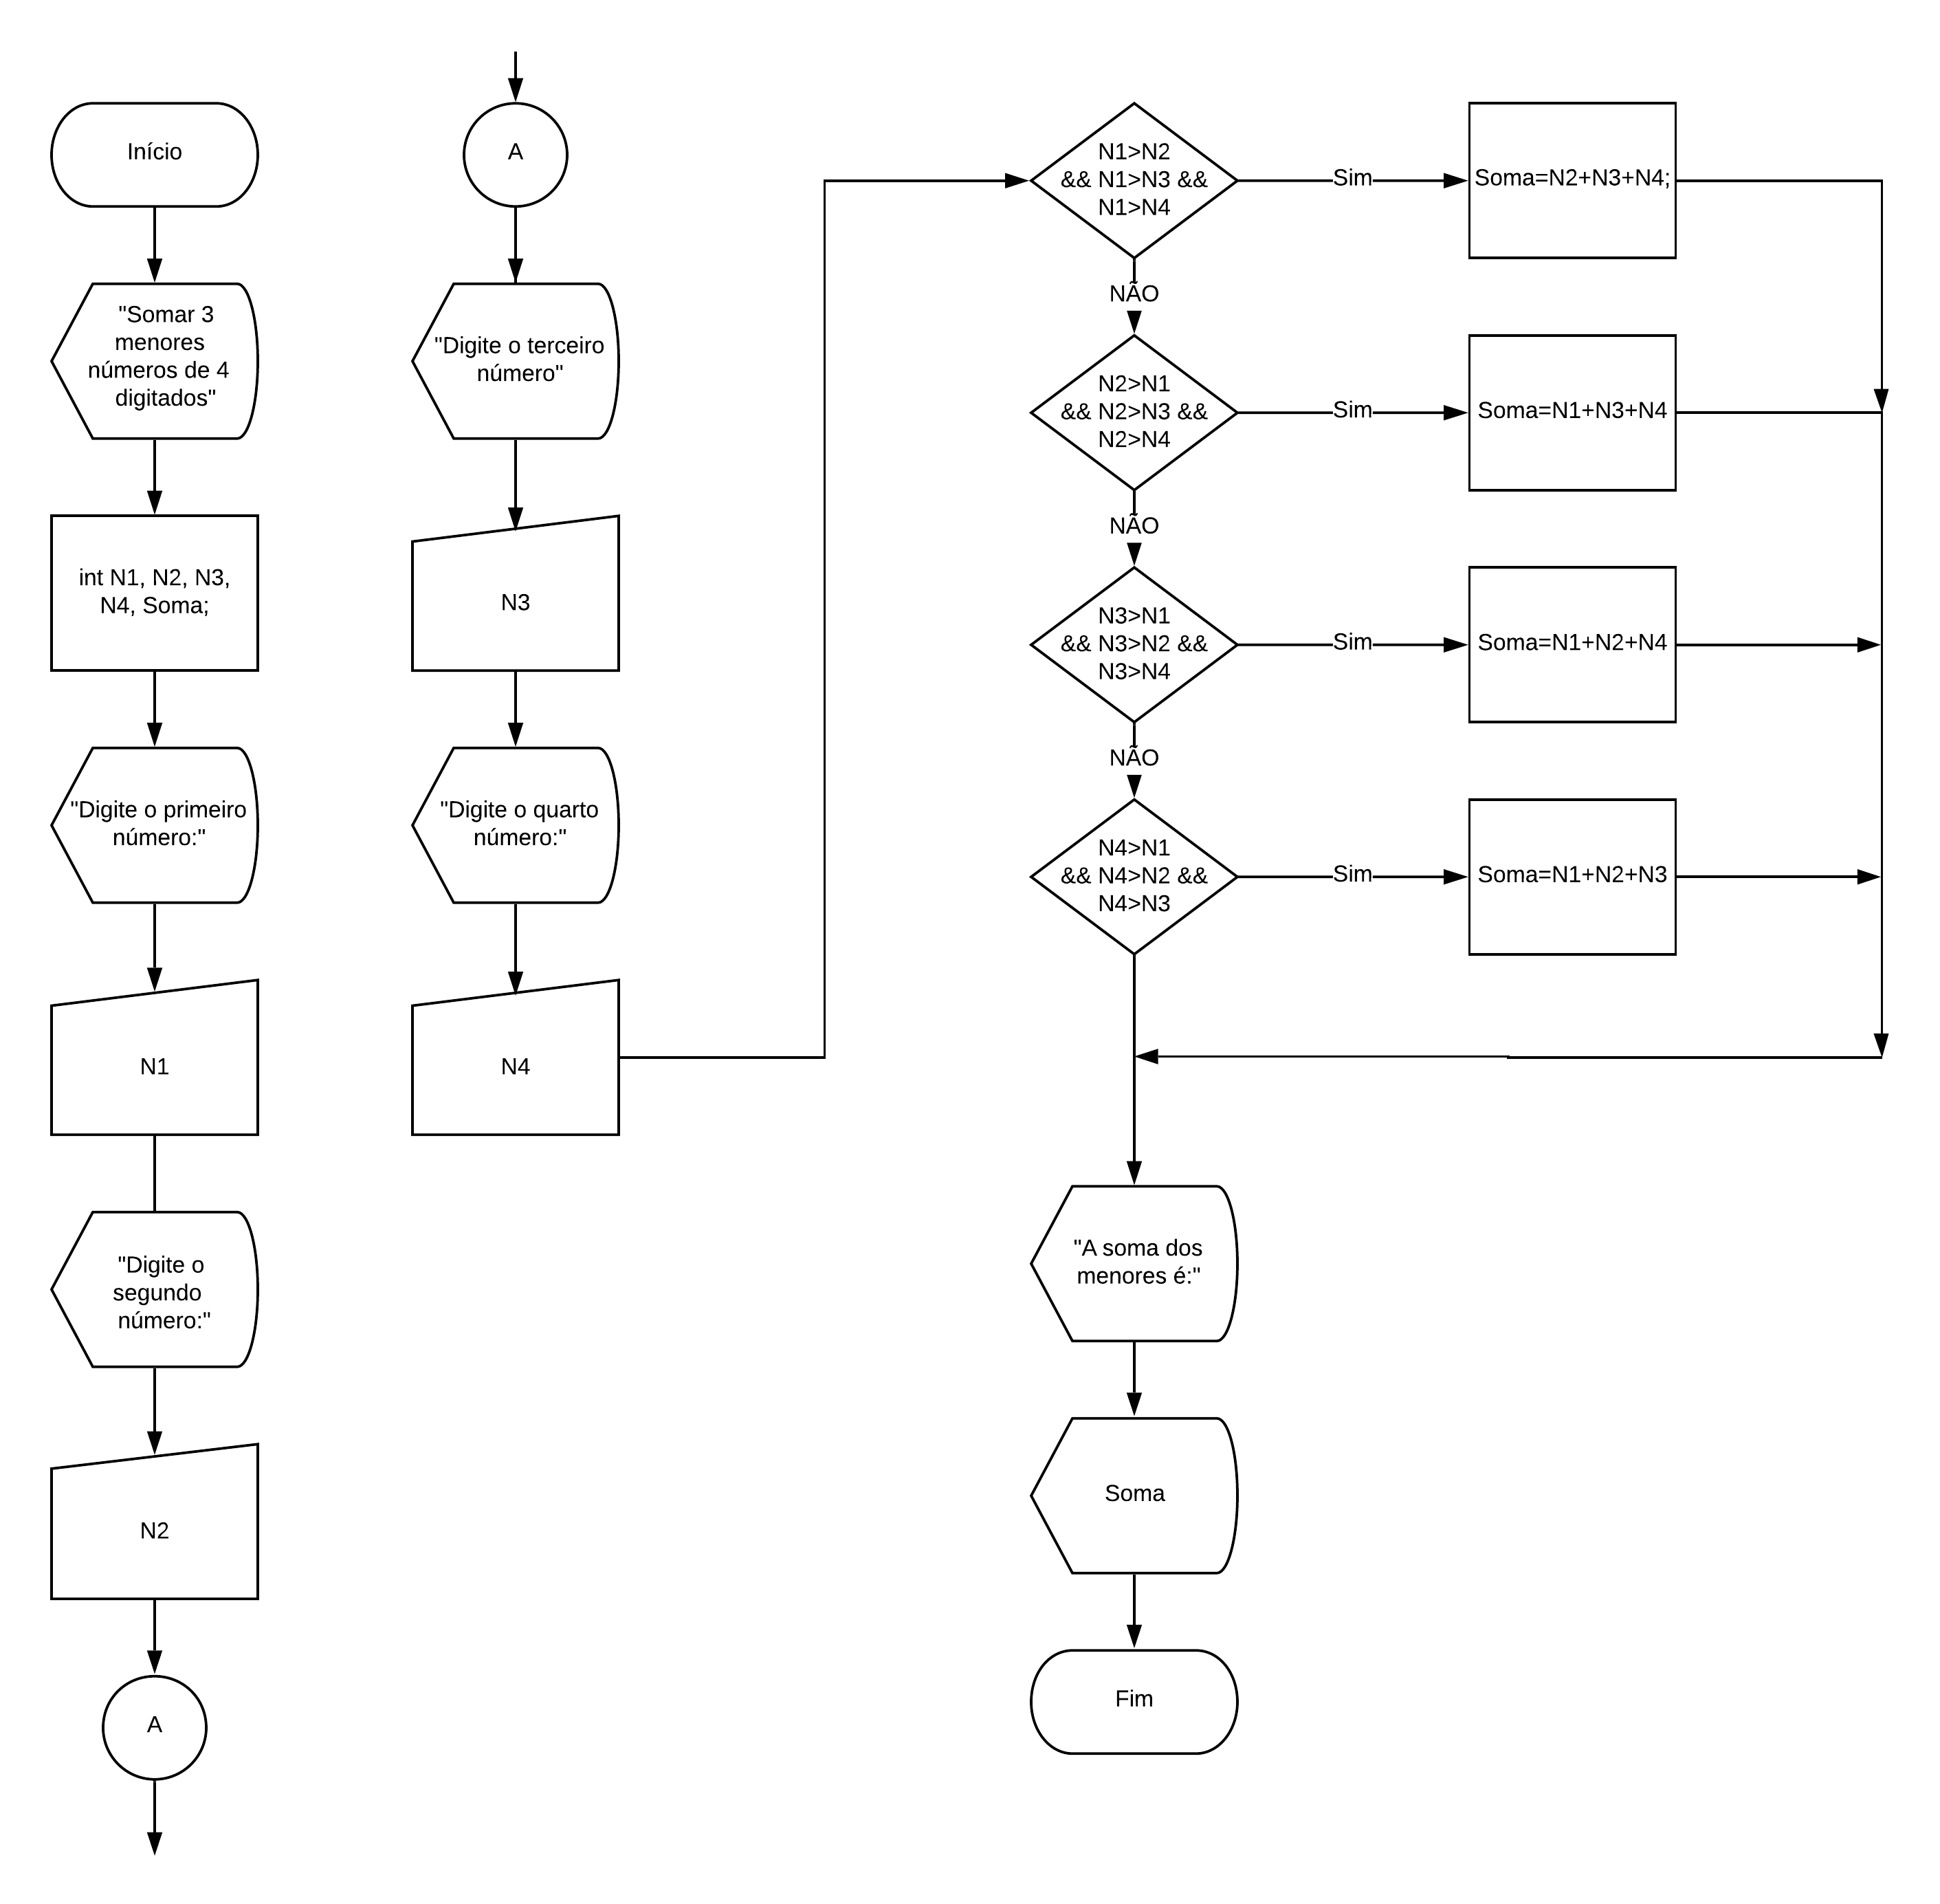 Início
"Somar 3
menores
números de 4
digitados"
int N1, N2, N3,
N4, Soma;
"Digite o primeiro
número:"
N1
"Digite o
segundo
número:"
N2
A
A
"Digite o terceiro
número"
N3
"Digite o quarto
número:"
N4
N1>N2
&& N1>N3 &&
N1>N4
Sim
Soma=N2+N3+N4;
NÃO
N2>N1
&& N2>N3 &&
N2>N4
Sim
Soma=N1+N3+N4
NÃO
N3>N1
&& N3>N2 &&
N3>N4
Sim
Soma=N1+N2+N4
NÃO
N4>N1
&& N4>N2 &&
N4>N3
Sim
Soma=N1+N2+N3
"A soma dos
menores é:"
Soma
Fim